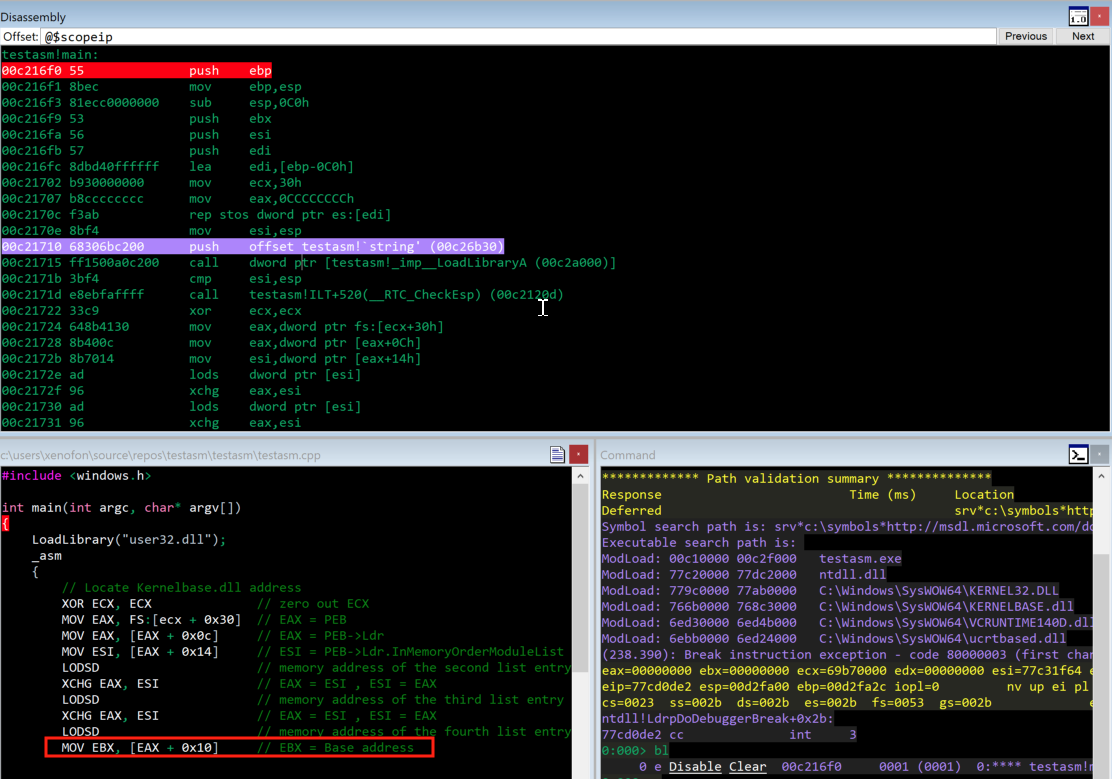 Disassembly
Offset: @$scopeip Previous Next
testasm!main:
00c216f0 55 push ebp
00c216f1 8bec mov ebp,esp
00c216f3 81ecc0000000 sub esp,0C0h
00c216f9 53 push ebx
00c216fa 56 push esi
00c216fb 57 push edi
00c216fc 8dbd40ffffff lea edi,[ebp-0C0h]
00c21702 b930000000 mov ecx,30h
00c21707 b8cccccccc mov eax,0CCCCCCCCh
00c2170c f3ab rep stos dword ptr es:[edi]
00c2170e 8bf4 mov esi,esp
00c21710 68306bc200 push offset testasm!`string' (00c26b30)
00c21715 ff1500a0c200 call dword ptr [testasm!_imp__LoadLibraryA (00c2a000)]
00c2171b 3bf4 cmp esi,esp
00c2171d e8ebfaffff call testasm!ILT+520(__RTC_CheckEsp) (00c2120d)
00c21722 33c9 xor ecx,ecx
00c21724 648b4130 mov eax,dword ptr fs:[ecx+30h]
00c21728 8b400c mov eax,dword ptr [eax+0Ch]
00c2172b 8b7014 mov esi,dword ptr [eax+14h]
00c2172e ad lods dword ptr [esi]
00c2172f 96 xchg eax,esi
00c21730 ad lods dword ptr [esi]
00c21731 96 xchg eax,esi
c:\users\xenofon\source\repos\testasm\testasm\testasm.cpp
#include <windows.h>
int main(int argc, char* argv[])
{
LoadLibrary("user32.dll");
_asm
{
// Locate Kernelbase.dll address
XOR ECX, ECX // zero out ECX
MOV EAX, FS:[ecx + 0x30] // EAX = PEB
MOV EAX, [EAX + 0x0c] // EAX = PEB->Ldr
MOV ESI, [EAX + 0x14] // ESI = PEB->Ldr.InMemoryOrderModuleList
LODSD // memory address of the second list entry
XCHG EAX, ESI // EAX = ESI , ESI = EAX
LODSD // memory address of the third list entry
XCHG EAX, ESI // EAX = ESI , ESI = EAX
LODSD // memory address of the fourth list entry
MOV EBX, [EAX + 0x10] // EBX = Base address
Command
************* Path validation summary **************
Response Time (ms) Location
Deferred srv*c:\symbols*http
Symbol search path is: srv*c:\symbols*http://msdl.microsoft.com/do
Executable search path is:
ModLoad: 00c10000 00c2f000 testasm.exe
ModLoad: 77c20000 77dc2000 ntdll.dll
ModLoad: 779c0000 77ab0000 C:\Windows\SysWOW64\KERNEL32.DLL
ModLoad: 766b0000 768c3000 C:\Windows\SysWOW64\KERNELBASE.dll
ModLoad: 6ed30000 6ed4b000 C:\Windows\SysWOW64\VCRUNTIME140D.dll
ModLoad: 6ebb0000 6ed24000 C:\Windows\SysWOW64\ucrtbased.dll
(238.390): Break instruction exception - code 80000003 (first chan
eax=00000000 ebx=00000000 ecx=69b70000 edx=00000000 esi=77c31f64 e
eip=77cd0de2 esp=00d2fa00 ebp=00d2fa2c iopl=0 nv up ei pl
cs=0023 ss=002b ds=002b es=002b fs=0053 gs=002b e
ntdll!LdrpDoDebuggerBreak+0x2b:
77cd0de2 cc int 3
0:000> bl
0 e Disable Clear 00c216f0 0001 (0001) 0:**** testasm!m